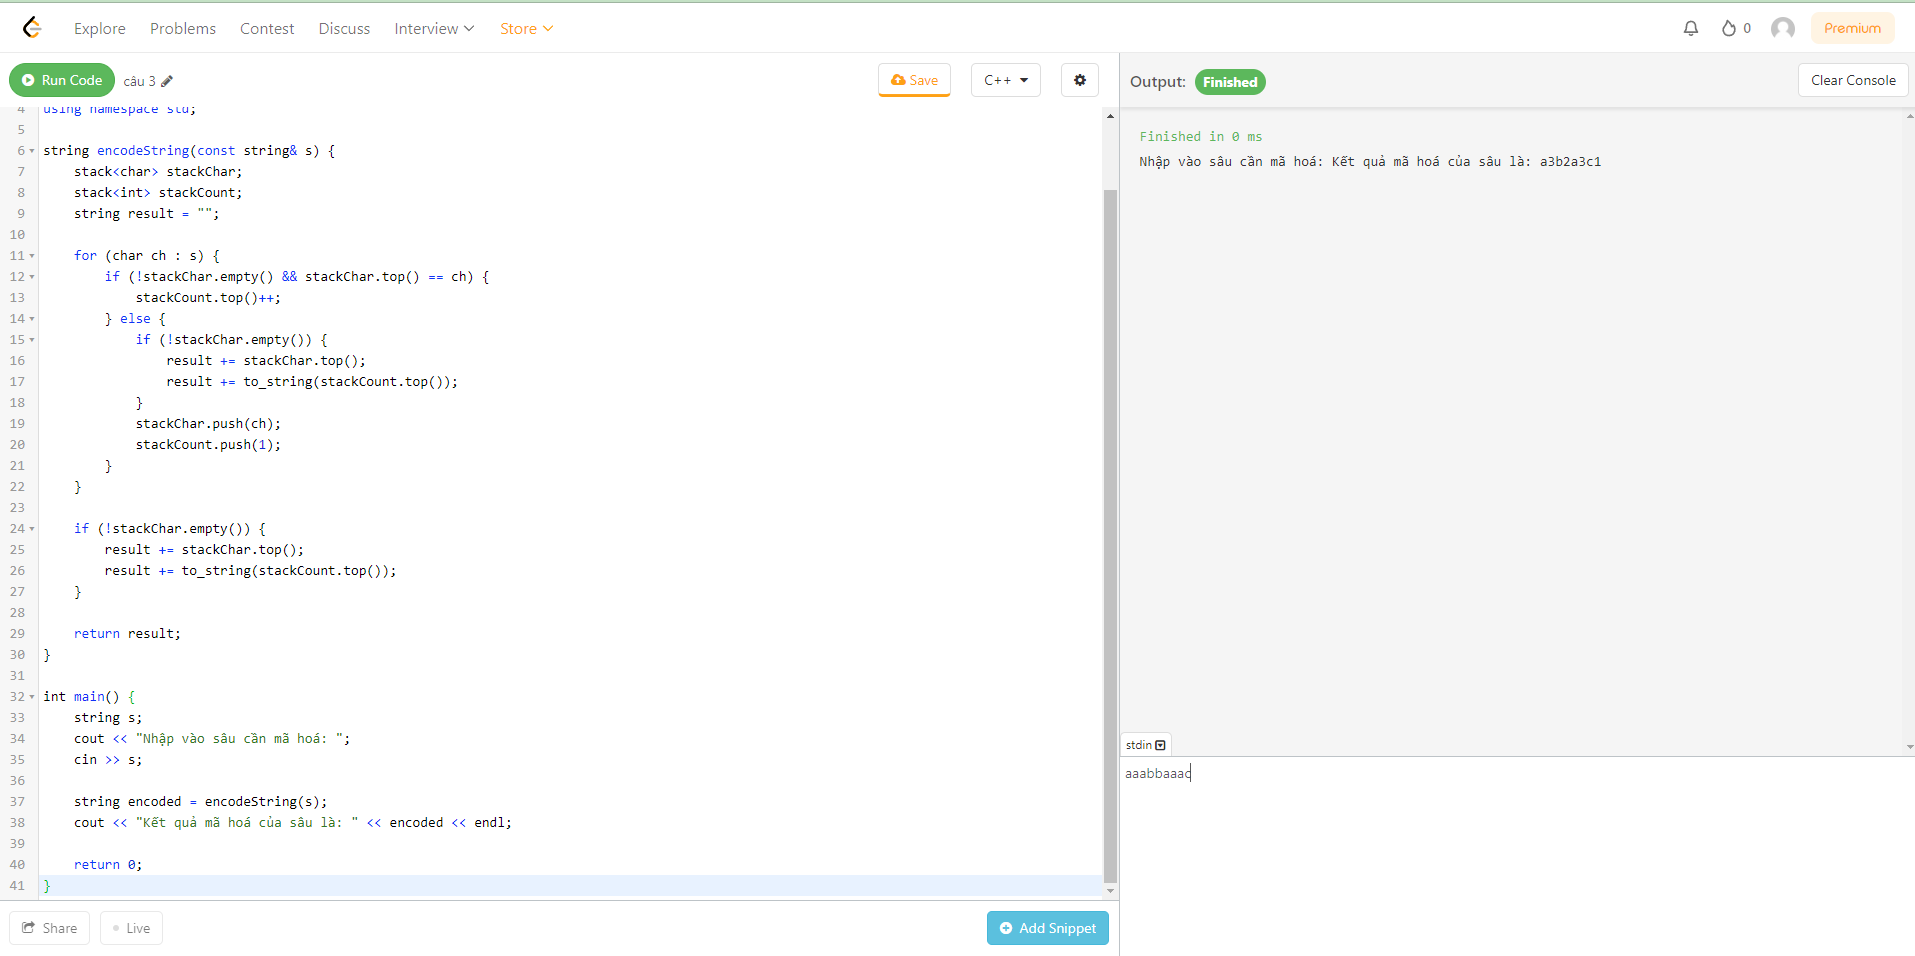 Explore Problems Contest Discuss Interview Store 0 Premium
Run Code câu 3 Save C++ Output: Finished Clear Console
4 using namespace std;
5
6 string encodeString(const string& s) {
7     stack<char> stackChar;
8     stack<int> stackCount;
9     string result = "";
10
11     for (char ch : s) {
12         if (!stackChar.empty() && stackChar.top() == ch) {
13             stackCount.top()++;
14         } else {
15             if (!stackChar.empty()) {
16                 result += stackChar.top();
17                 result += to_string(stackCount.top());
18             }
19             stackChar.push(ch);
20             stackCount.push(1);
21         }
22     }
23
24     if (!stackChar.empty()) {
25         result += stackChar.top();
26         result += to_string(stackCount.top());
27     }
28
29     return result;
30 }
31
32 int main() {
33     string s;
34     cout << "Nhập vào sâu cần mã hoá: ";
35     cin >> s;
36
37     string encoded = encodeString(s);
38     cout << "Kết quả mã hoá của sâu là: " << encoded << endl;
39
40     return 0;
41 }
Share Live Add Snippet
Finished in 0 ms
Nhập vào sâu cần mã hoá: Kết quả mã hoá của sâu là: a3b2a3c1
stdin
aaabbaaac